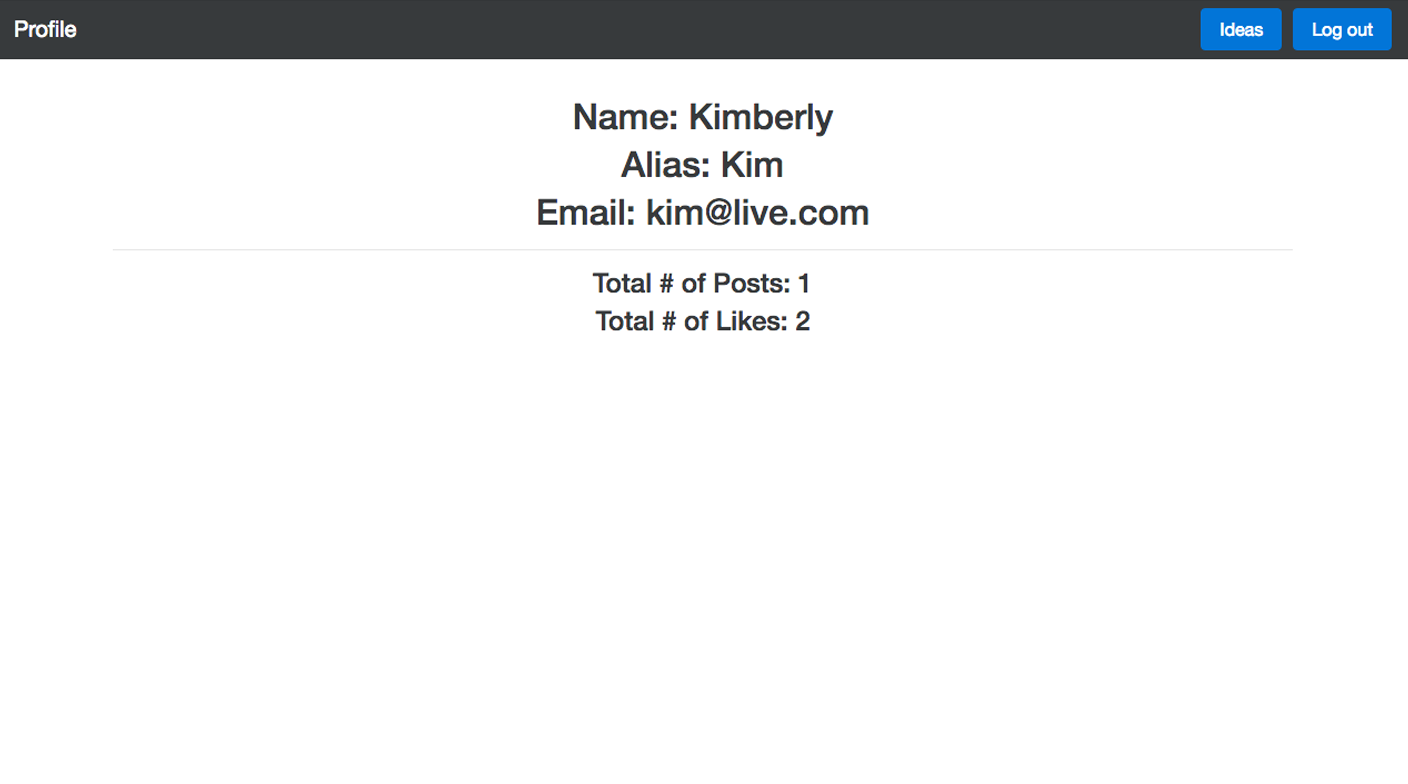 Profile
Ideas
Log out
Name: Kimberly
Alias: Kim
Email: kim@live.com
Total # of Posts: 1
Total # of Likes: 2